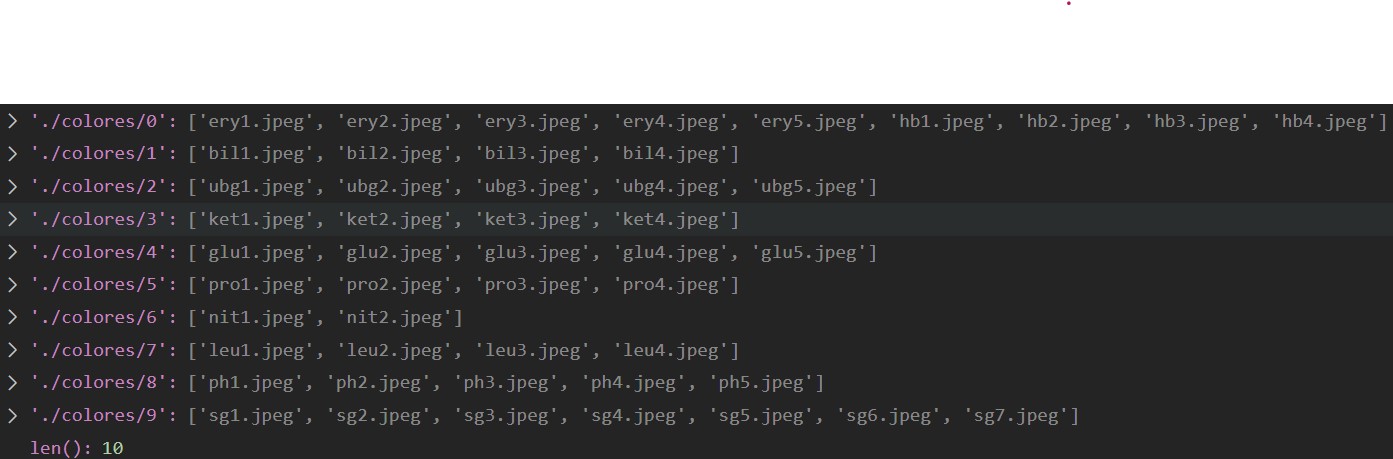 > './colores/0': ['ery1.jpeg', 'ery2.jpeg', 'ery3.jpeg', 'ery4.jpeg', 'ery5.jpeg', 'hb1.jpeg', 'hb2.jpeg', 'hb3.jpeg', 'hb4.jpeg']
> './colores/1': ['bil1.jpeg', 'bil2.jpeg', 'bil3.jpeg', 'bil4.jpeg']
> './colores/2': ['ubg1.jpeg', 'ubg2.jpeg', 'ubg3.jpeg', 'ubg4.jpeg', 'ubg5.jpeg']
> './colores/3': ['ket1.jpeg', 'ket2.jpeg', 'ket3.jpeg', 'ket4.jpeg']
> './colores/4': ['glu1.jpeg', 'glu2.jpeg', 'glu3.jpeg', 'glu4.jpeg', 'glu5.jpeg']
> './colores/5': ['pro1.jpeg', 'pro2.jpeg', 'pro3.jpeg', 'pro4.jpeg']
> './colores/6': ['nit1.jpeg', 'nit2.jpeg']
> './colores/7': ['leu1.jpeg', 'leu2.jpeg', 'leu3.jpeg', 'leu4.jpeg']
> './colores/8': ['ph1.jpeg', 'ph2.jpeg', 'ph3.jpeg', 'ph4.jpeg', 'ph5.jpeg']
> './colores/9': ['sg1.jpeg', 'sg2.jpeg', 'sg3.jpeg', 'sg4.jpeg', 'sg5.jpeg', 'sg6.jpeg', 'sg7.jpeg']
len(): 10